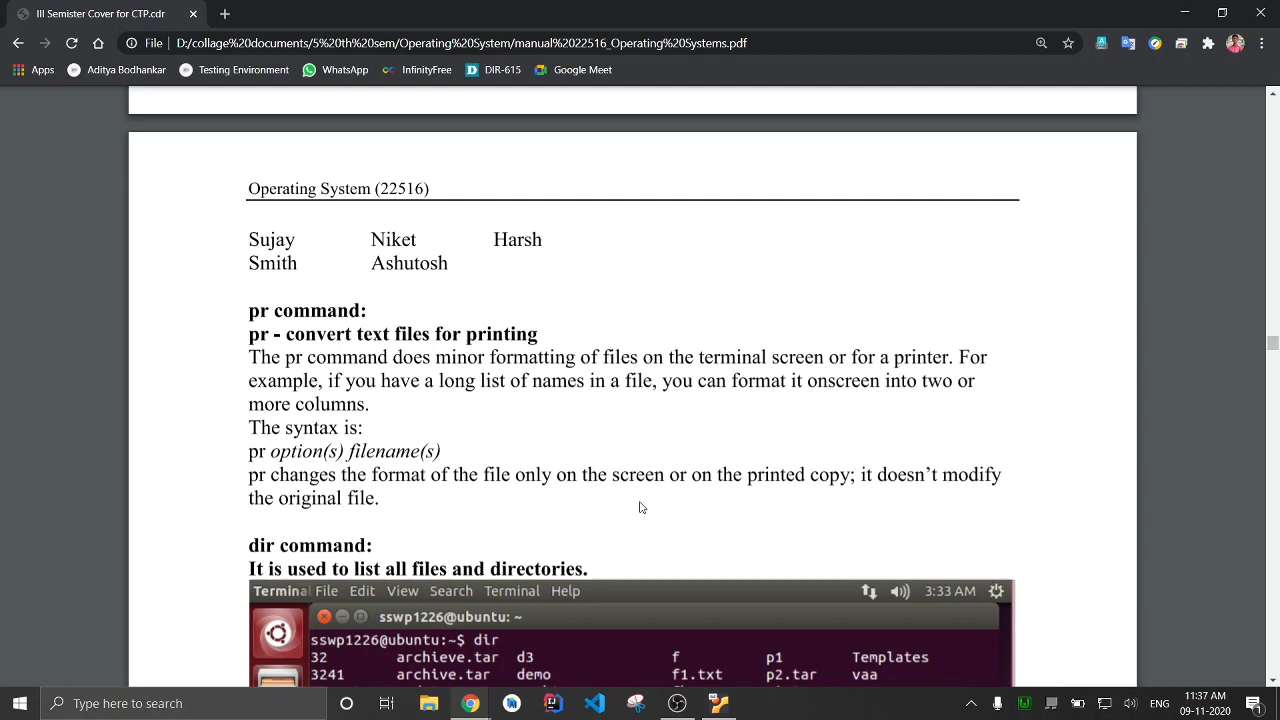 III Semister Cover for CTP.cdr
File D:/collage%20documents/5%20th%20sem/Operating%20System/manual%2022516_Operating%20Systems.pdf
Apps Aditya Bodhankar Testing Environment WhatsApp InfinityFree D DIR-615 Google Meet
Operating System (22516)
Sujay Niket Harsh
Smith Ashutosh
pr command:
pr - convert text files for printing
The pr command does minor formatting of files on the terminal screen or for a printer. For
example, if you have a long list of names in a file, you can format it onscreen into two or
more columns.
The syntax is:
pr option(s) filename(s)
pr changes the format of the file only on the screen or on the printed copy; it doesn’t modify
the original file.
dir command:
It is used to list all files and directories.
Terminal File Edit View Search Terminal Help 3:33 AM
sswp1226@ubuntu: ~
sswp1226@ubuntu:~$ dir
32 archieve.tar d3 f p1 Templates
3241 archive.tar demo f1.txt p2.tar vaa
Type here to search
ENG
11:37 AM
09-11-2020